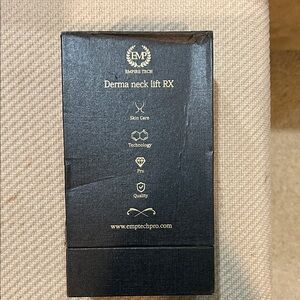 EMP
EMPIRE TECH
Derma neck lift RX
Skin Care
Technology
Pro
Quality
www.emptechpro.com